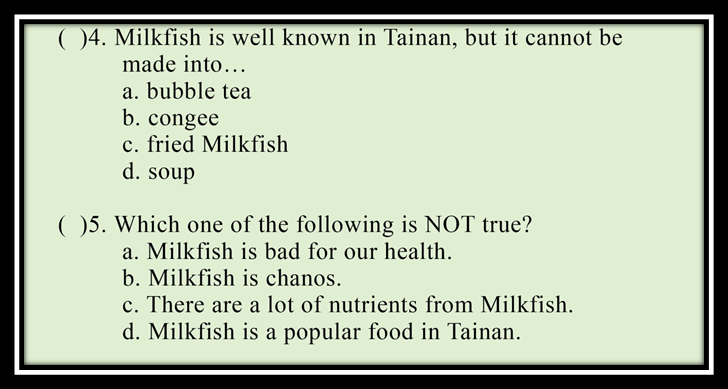 ( )4. Milkfish is well known in Tainan, but it cannot be
made into…
a. bubble tea
b. congee
c. fried Milkfish
d. soup
( )5. Which one of the following is NOT true?
a. Milkfish is bad for our health.
b. Milkfish is chanos.
c. There are a lot of nutrients from Milkfish.
d. Milkfish is a popular food in Tainan.